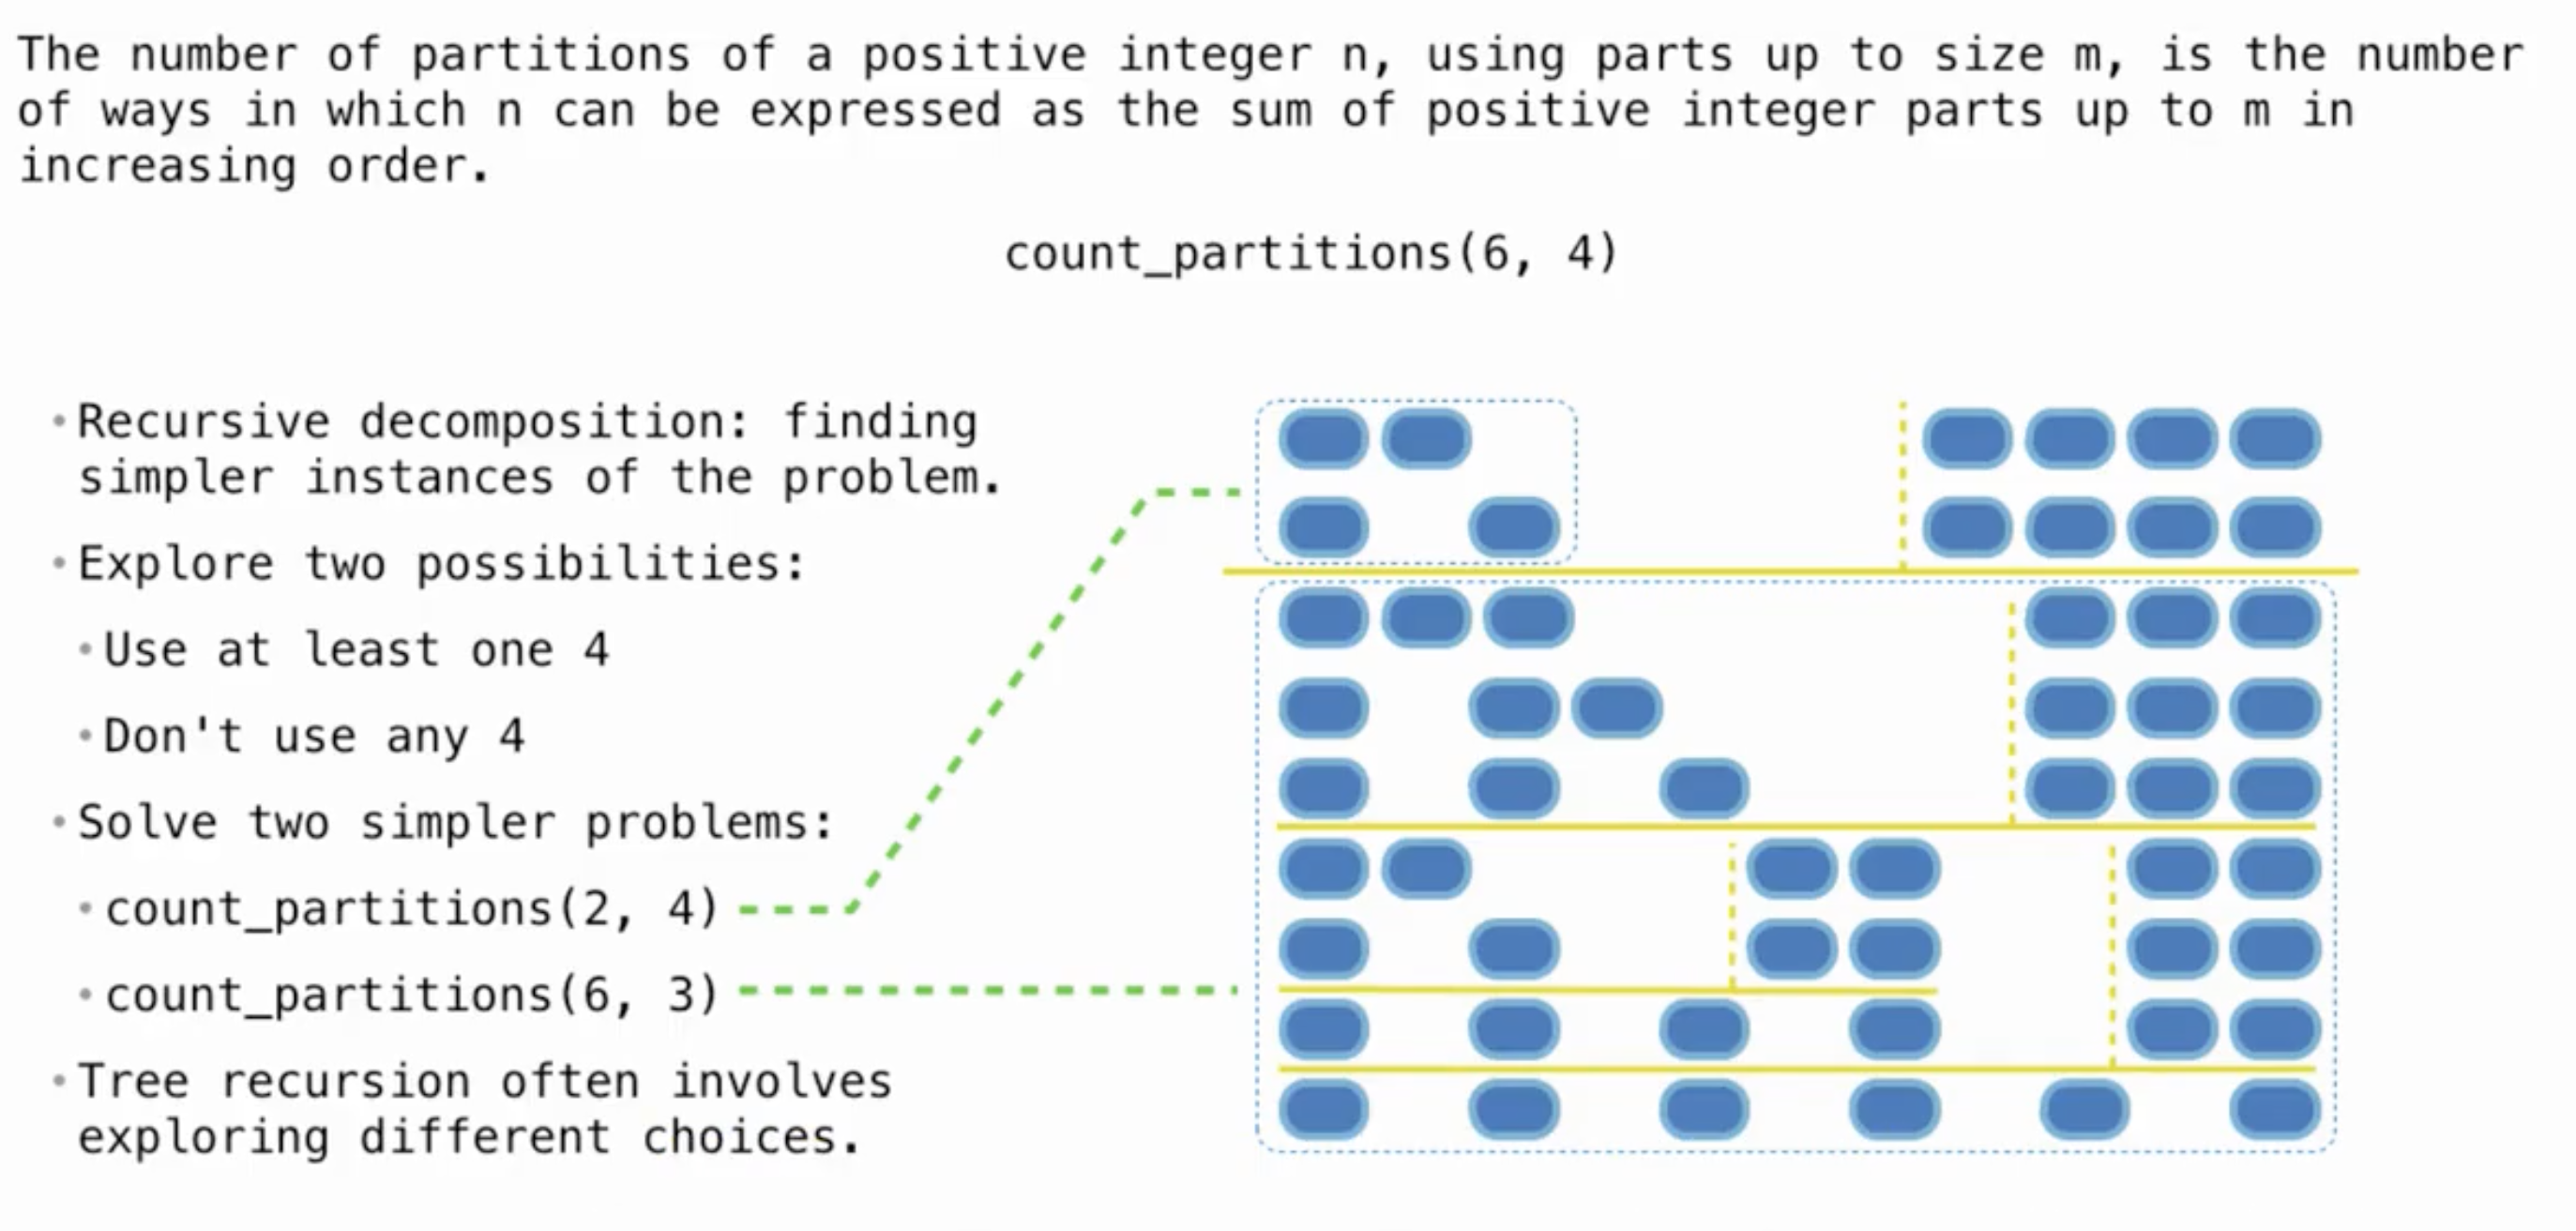 The number of partitions of a positive integer n, using parts up to size m, is the number
of ways in which n can be expressed as the sum of positive integer parts up to m in
increasing order.
count_partitions(6, 4)
•Recursive decomposition: finding
simpler instances of the problem.
•Explore two possibilities:
•Use at least one 4
•Don't use any 4
•Solve two simpler problems:
•count_partitions(2, 4)
•count_partitions(6, 3)
•Tree recursion often involves
exploring different choices.